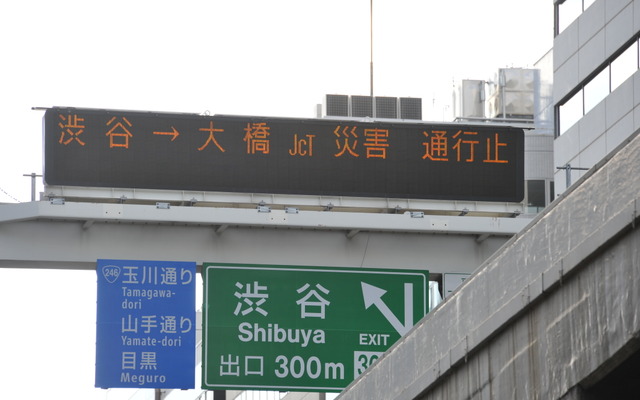 渋谷→大橋JCT災害 通行止
246 玉川通り
Tamagawa-
dori
山手通り
Yamate-dori
目黒
Meguro
渋谷
Shibuya
EXIT
出口 300m